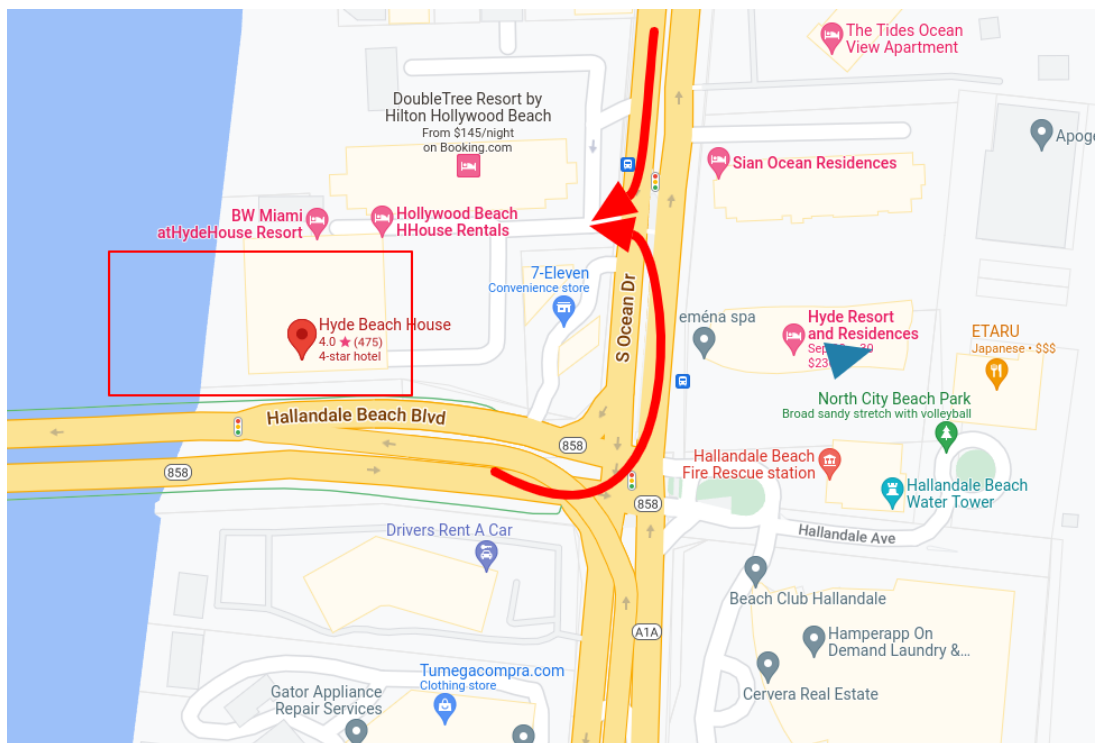 The Tides Ocean
View Apartment
DoubleTree Resort by
Hilton Hollywood Beach
From $145/night
on Booking.com
Apoge
Sian Ocean Residences
BW Miami
atHydeHouse Resort
Hollywood Beach
HHouse Rentals
7-Eleven
Convenience store
S Ocean Dr
eména spa
Hyde Resort
and Residences
$23
ETARU
Japanese • $$$
Hyde Beach House
4.0 ★ (475)
4-star hotel
North City Beach Park
Broad sandy stretch with volleyball
Hallandale Beach Blvd
858
858
Hallandale Beach
Fire Rescue station
Hallandale Beach
Water Tower
858
Drivers Rent A Car
Hallandale Ave
Beach Club Hallandale
A1A
Hamperapp On
Demand Laundry &...
Tumegacompra.com
Clothing store
Cervera Real Estate
Gator Appliance
Repair Services